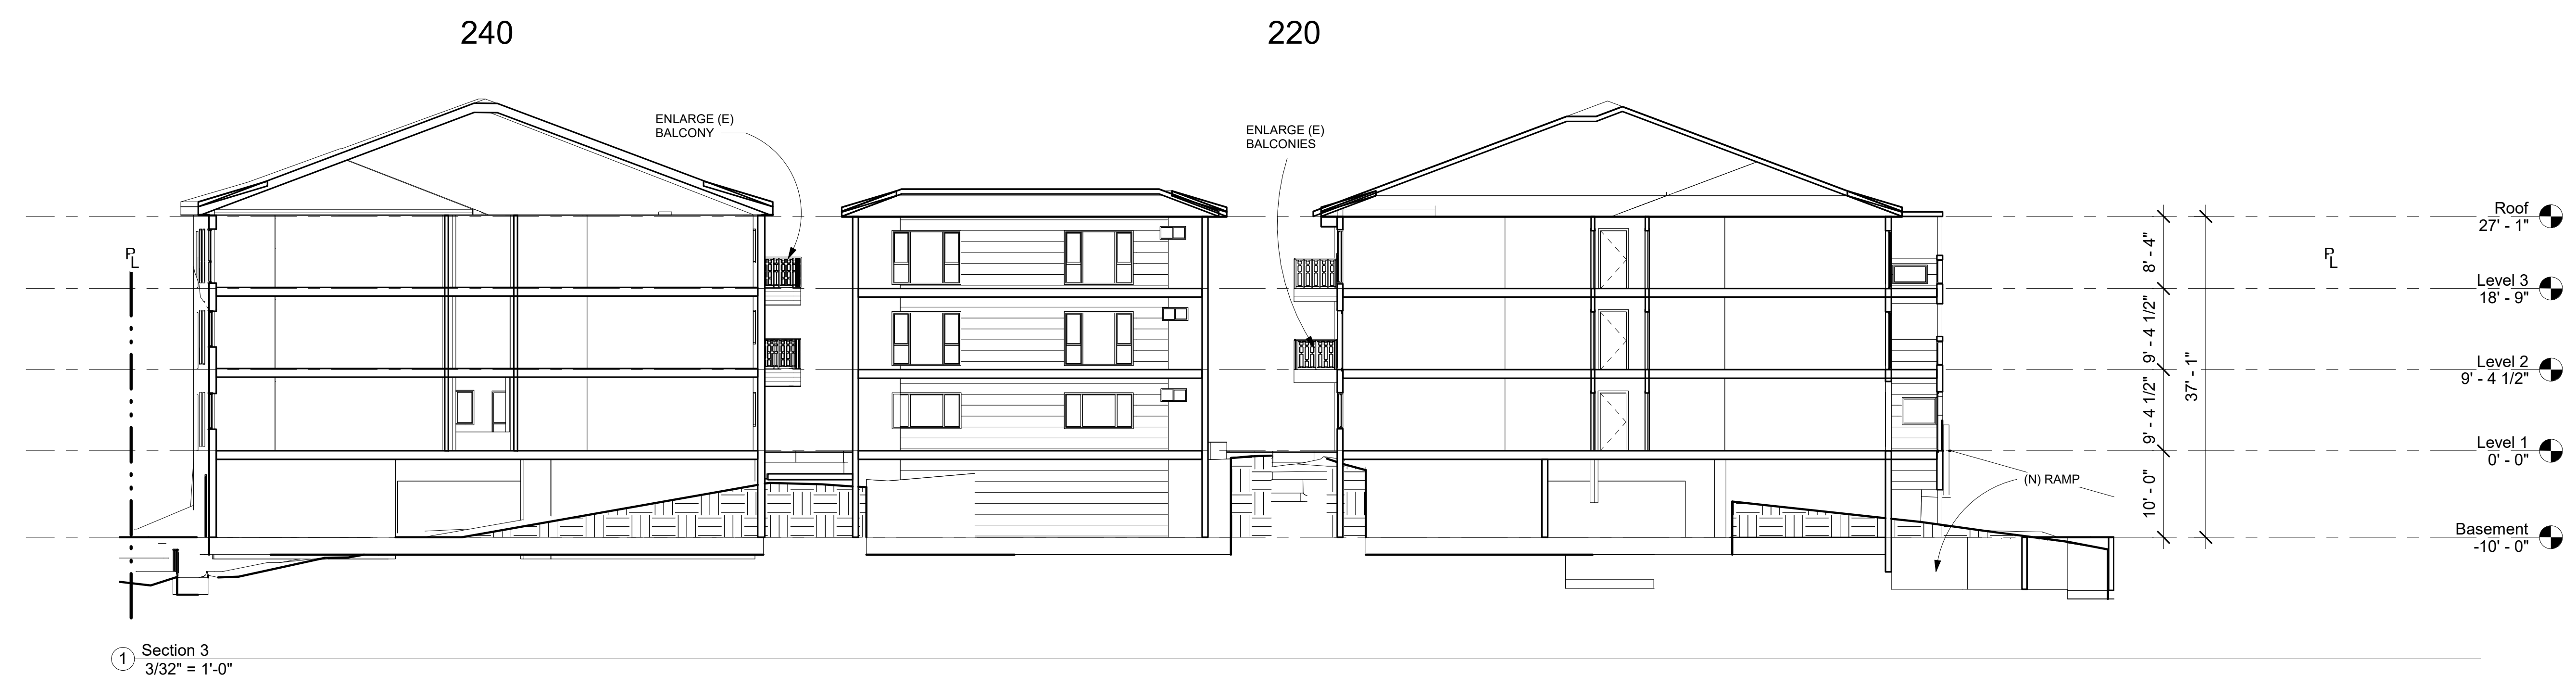 240
220
ENLARGE (E)
BALCONY
ENLARGE (E)
BALCONIES
PL
PL
Roof
27' - 1"
Level 3
18' - 9"
Level 2
9' - 4 1/2"
Level 1
0' - 0"
Basement
-10' - 0"
8' - 4"
9' - 4 1/2"
9' - 4 1/2"
10' - 0"
37' - 1"
(N) RAMP
1
Section 3
3/32" = 1'-0"